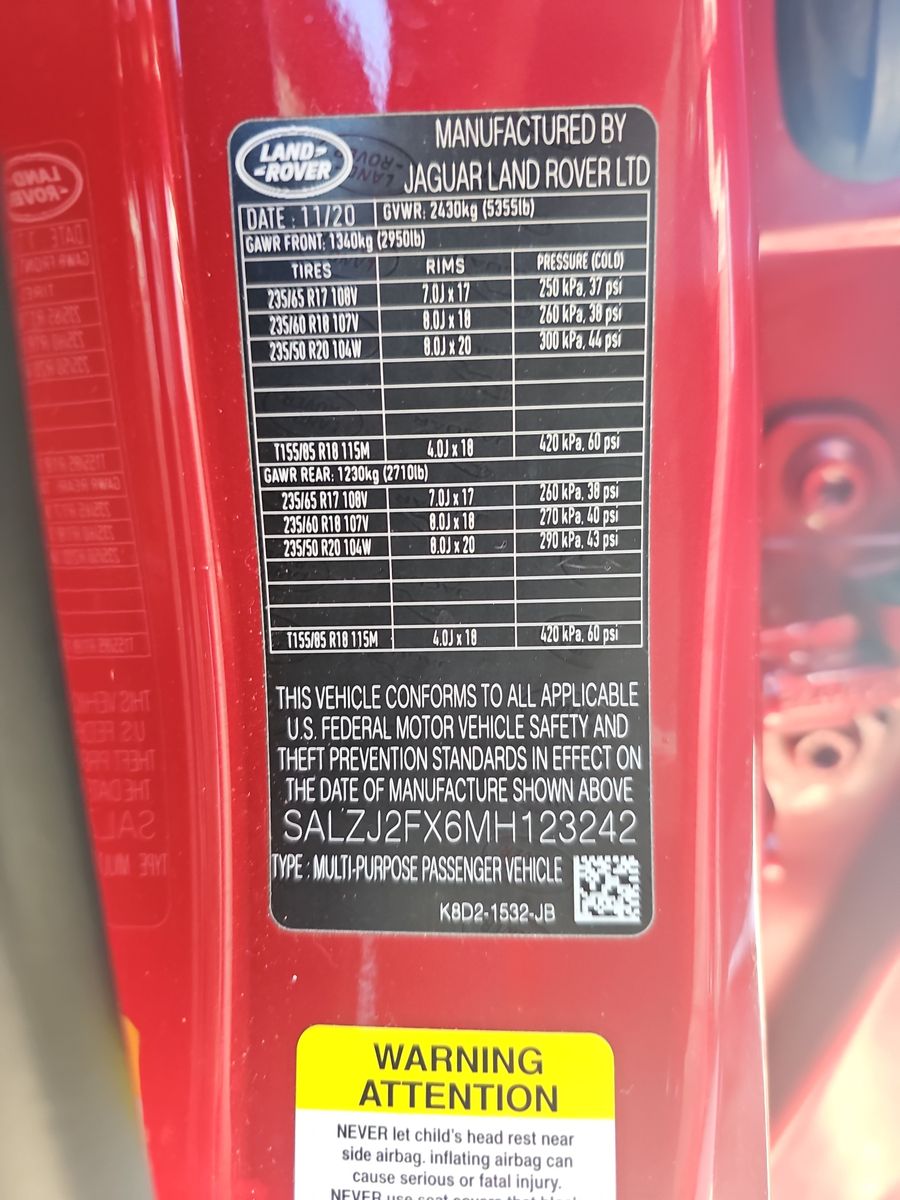 LAND-
-ROVER
MANUFACTURED BY
JAGUAR LAND ROVER LTD
DATE : 11/20 GVWR: 2430kg (5355lb)
GAWR FRONT: 1340kg (2950lb)
TIRES RIMS PRESSURE (COLD)
235/65 R17 108V 7.0J x 17 250 kPa, 37 psi
235/60 R18 107V 8.0J x 18 260 kPa, 38 psi
235/50 R20 104W 8.0J x 20 300 kPa, 44 psi
T155/85 R18 115M 4.0J x 18 420 kPa, 60 psi
GAWR REAR: 1230kg (2710lb)
235/65 R17 108V 7.0J x 17 260 kPa, 38 psi
235/60 R18 107V 8.0J x 18 270 kPa, 40 psi
235/50 R20 104W 8.0J x 20 290 kPa, 43 psi
T155/85 R18 115M 4.0J x 18 420 kPa, 60 psi
THIS VEHICLE CONFORMS TO ALL APPLICABLE
U.S. FEDERAL MOTOR VEHICLE SAFETY AND
THEFT PREVENTION STANDARDS IN EFFECT ON
THE DATE OF MANUFACTURE SHOWN ABOVE
SALZJ2FX6MH123242
TYPE : MULTI-PURPOSE PASSENGER VEHICLE
K8D2-1532-JB
WARNING
ATTENTION
NEVER let child's head rest near
side airbag. inflating airbag can
cause serious or fatal injury.
NEVER use seat covers that